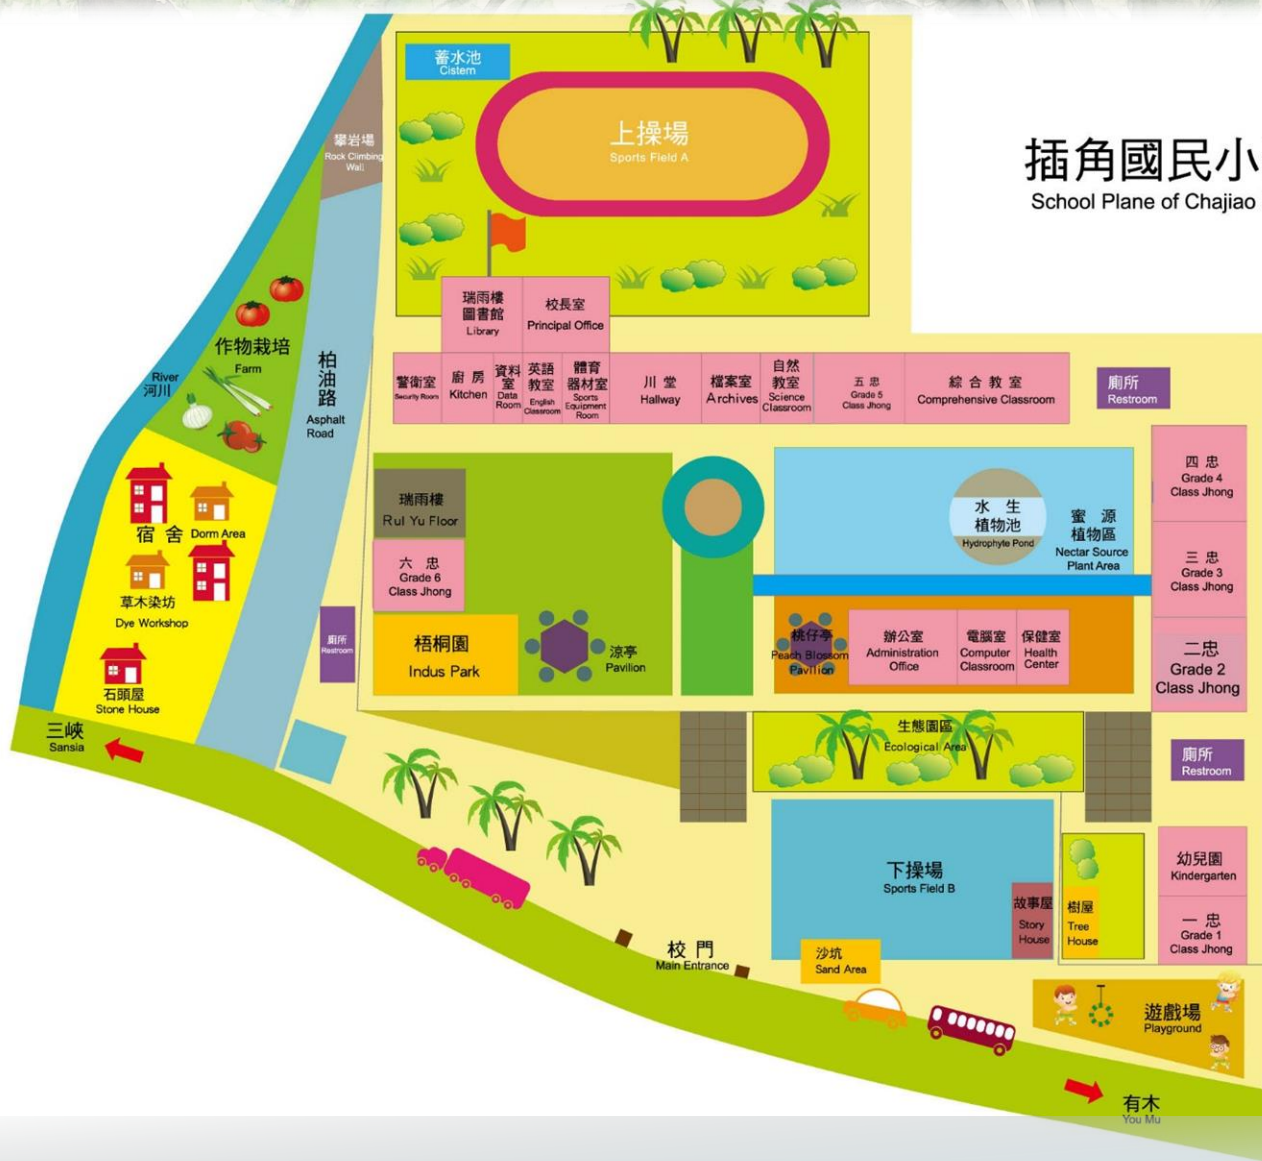 插角國民小
School Plane of Chajiao
蓄水池
Cistern
上操場
Sports Field A
攀岩場
Rock Climbing
Wall
作物栽培
Farm
River
河川
柏
油
路
Asphalt
Road
瑞雨樓
圖書館
Library
校長室
Principal Office
警衛室
Security Room
廚 房
Kitchen
資料
室
Data
Room
英語
教室
English
Classroom
體育
器材室
Sports
Equipment
Room
川 堂
Hallway
檔案室
Archives
自然
教室
Science
Classroom
五 忠
Grade 5
Class Jhong
綜 合 教 室
Comprehensive Classroom
廁所
Restroom
四 忠
Grade 4
Class Jhong
三 忠
Grade 3
Class Jhong
二忠
Grade 2
Class Jhong
瑞雨樓
Rul Yu Floor
六 忠
Grade 6
Class Jhong
梧桐園
Indus Park
涼亭
Pavilion
水 生
植物池
Hydrophyte Pond
蜜 源
植物區
Nectar Source
Plant Area
桃仔亭
Peach Blossom
Pavilion
辦公室
Administration
Office
電腦室
Computer
Classroom
保健室
Health
Center
宿 舍 Dorm Area
草木染坊
Dye Workshop
石頭屋
Stone House
廁所
Restroom
三峽
Sansia
生態園區
Ecological Area
廁所
Restroom
下操場
Sports Field B
故事屋
Story
House
樹屋
Tree
House
幼兒園
Kindergarten
一 忠
Grade 1
Class Jhong
校 門
Main Entrance
沙坑
Sand Area
遊戲場
Playground
有木
You Mu